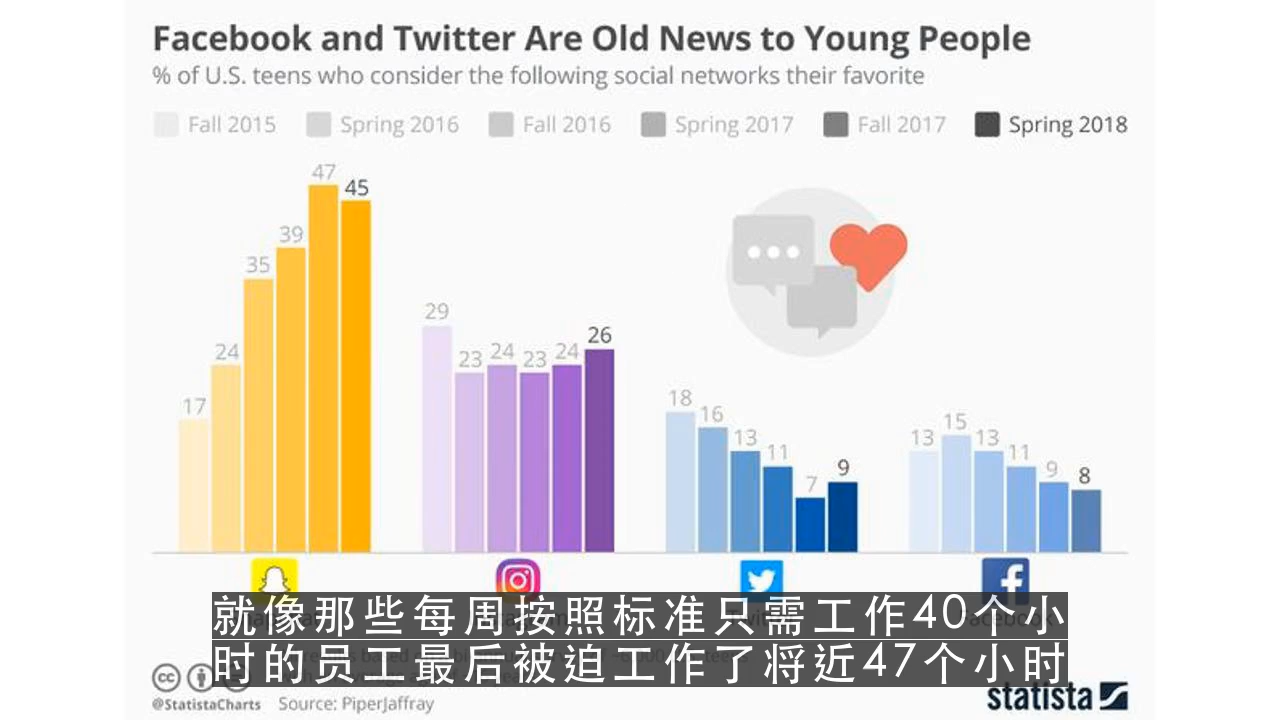 Facebook and Twitter Are Old News to Young People
% of U.S. teens who consider the following social networks their favorite
Fall 2015 Spring 2016 Fall 2016 Spring 2017 Fall 2017 Spring 2018
17 24 35 39 47 45
29 23 24 23 24 26
18 16 13 11 7 9
13 15 13 11 9 8
就像那些每周按照标准只需工作40个小
时的员工最后被迫工作了将近47个小时
@StatistaCharts Source: PiperJaffray
statista